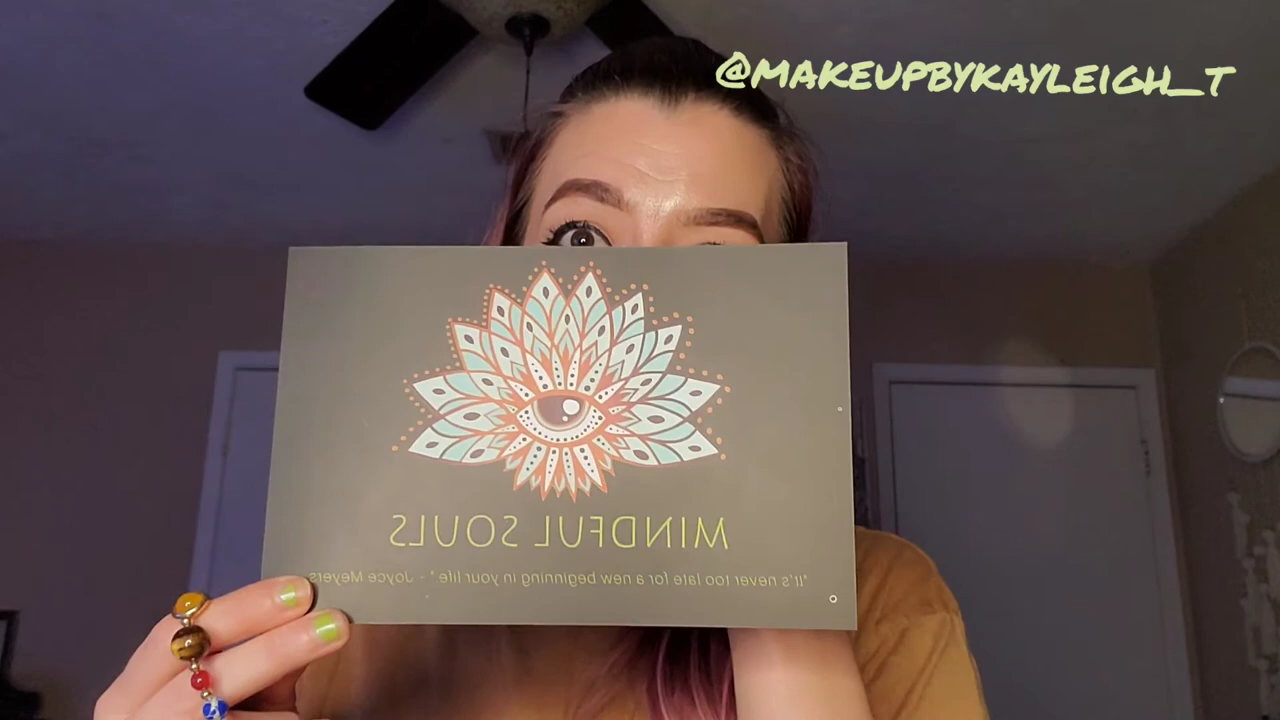 @MAKEUPBYKAYLEIGH_T
MINDFUL SOULS
"It's never too late for a new beginning in your life." - Joyce Meyers